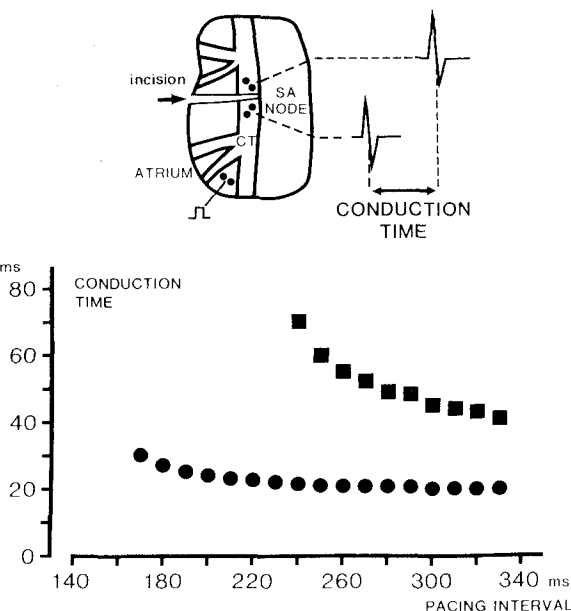 incision
SA
NODE
CT
ATRIUM
CONDUCTION
TIME
ms
CONDUCTION
TIME
80
60
40
20
0
140 180 220 260 300 340 ms
PACING INTERVAL